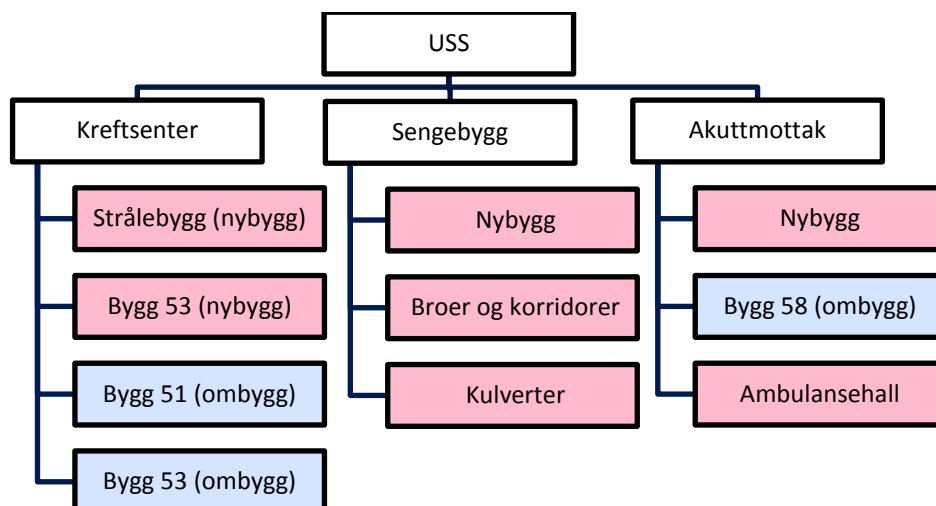 USS
Kreftsenter
Strålebygg (nybygg)
Bygg 53 (nybygg)
Bygg 51 (ombygg)
Bygg 53 (ombygg)
Sengebygg
Nybygg
Broer og korridorer
Kulverter
Akuttmottak
Nybygg
Bygg 58 (ombygg)
Ambulansehall